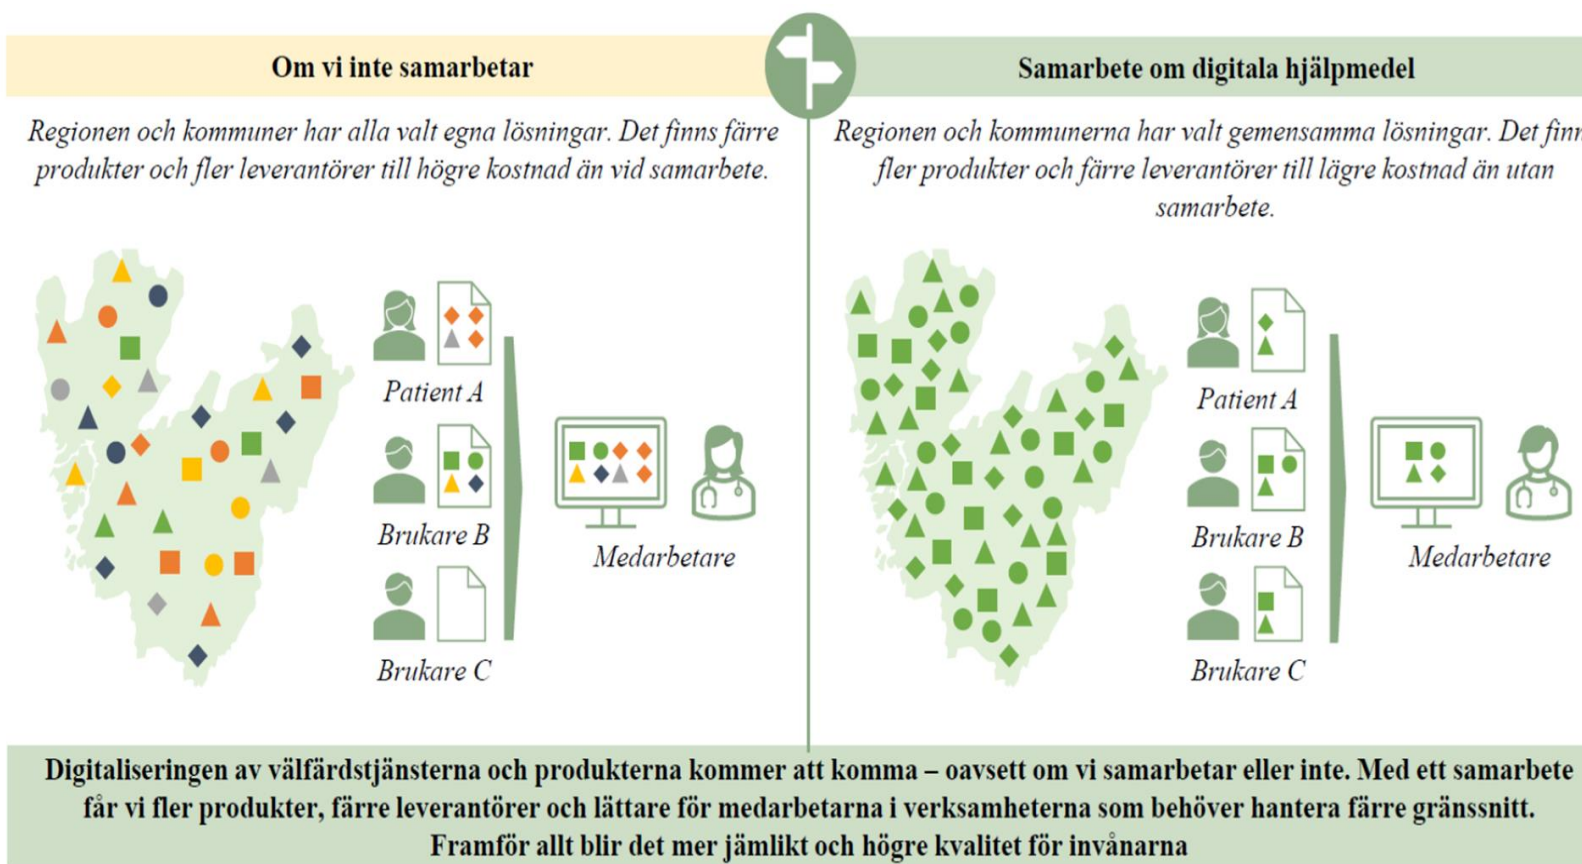 Om vi inte samarbetar
Regionen och kommuner har alla valt egna lösningar. Det finns färre
produkter och fler leverantörer till högre kostnad än vid samarbete.
Patient A
Brukare B
Brukare C
Medarbetare
Samarbete om digitala hjälpmedel
Regionen och kommunerna har valt gemensamma lösningar. Det
fler produkter och färre leverantörer till lägre kostnad än utan
samarbete.
Patient A
Brukare B
Brukare C
Medarbetare
Digitaliseringen av välfärdstjänsterna och produkterna kommer att komma – oavsett om vi samarbetar eller inte. Med ett samarbete
får vi fler produkter, färre leverantörer och lättare för medarbetarna i verksamheterna som behöver hantera färre gränssnitt.
Framför allt blir det mer jämlikt och högre kvalitet för invånarna